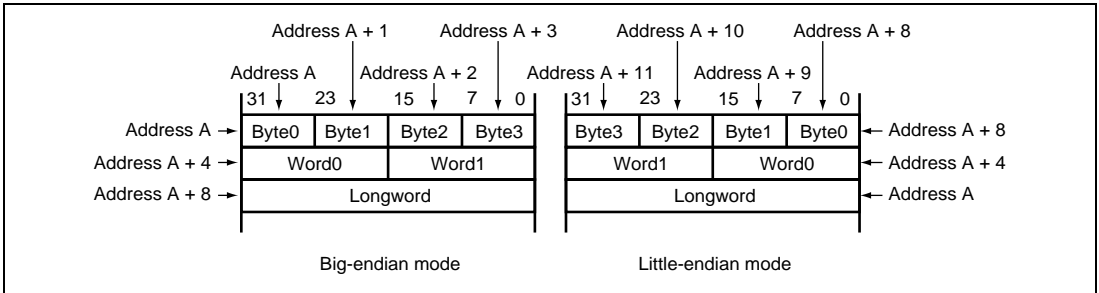 Address A + 1 Address A + 3 Address A + 10 Address A + 8
Address A Address A + 2 Address A + 11 Address A + 9
31 23 15 7 0 31 23 15 7 0
Address A Byte0 Byte1 Byte2 Byte3 Byte3 Byte2 Byte1 Byte0 Address A + 8
Address A + 4 Word0 Word1 Word1 Word0 Address A + 4
Address A + 8 Longword Longword Address A
Big-endian mode Little-endian mode